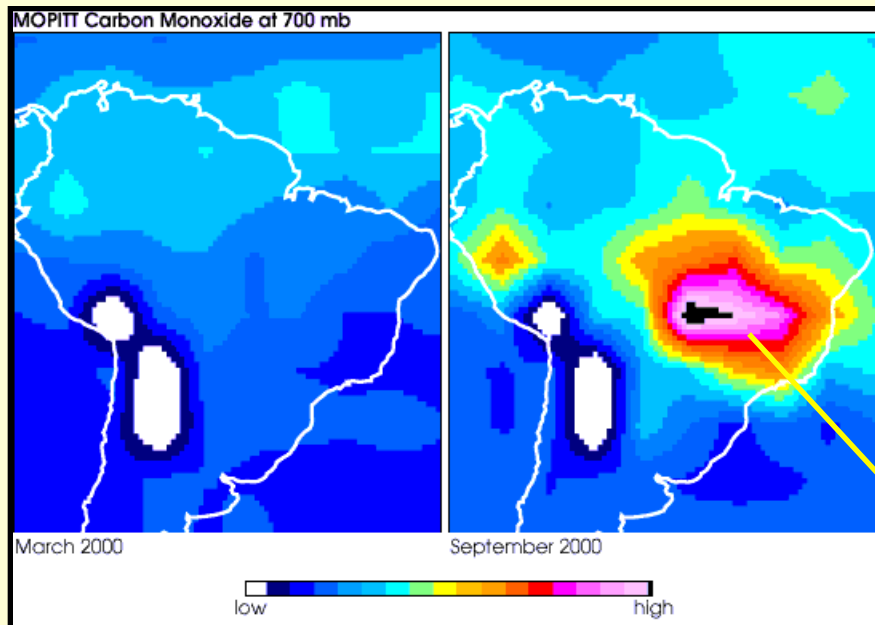 MOPITT Carbon Monoxide at 700 mb
March 2000
September 2000
low
high